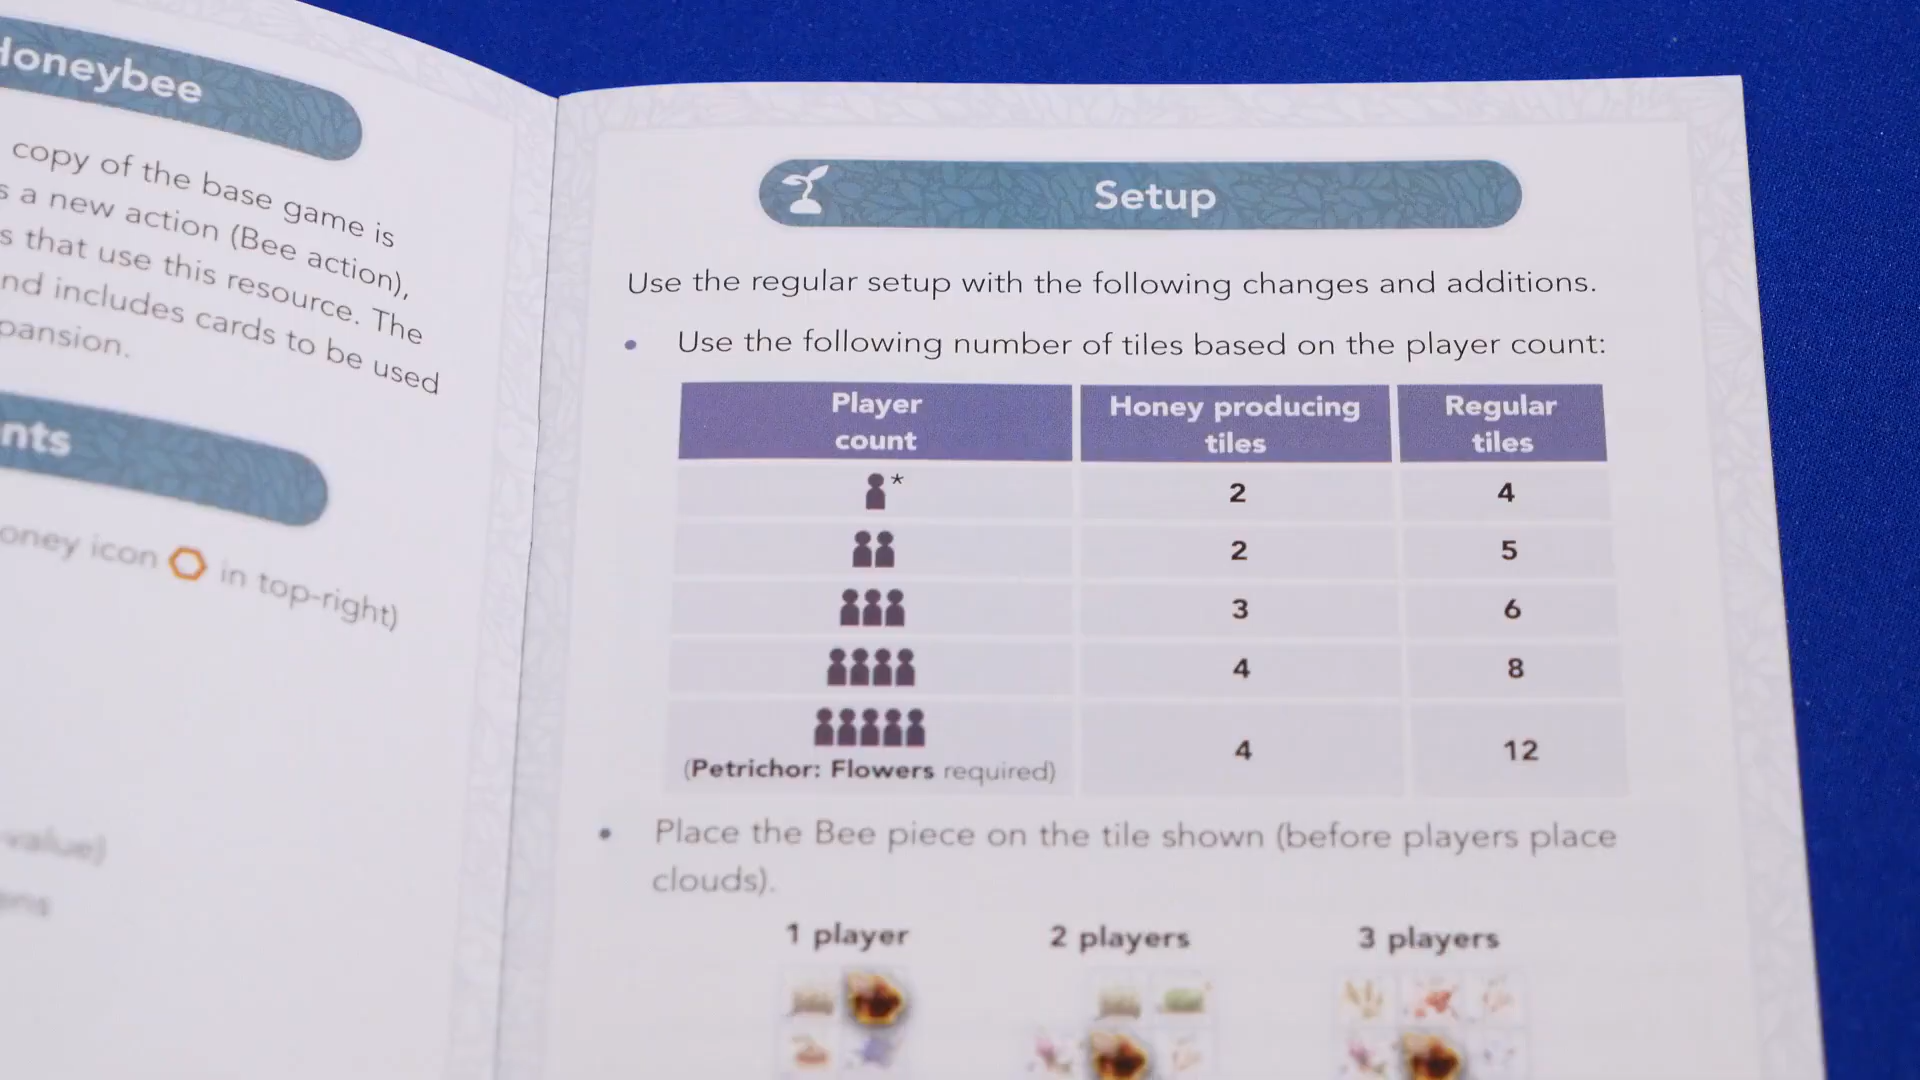 Honeybee
copy of the base game is
s a new action (Bee action),
s that use this resource. The
nd includes cards to be used
pansion.
nts
oney icon in top-right)
value)
Setup
Use the regular setup with the following changes and additions.
• Use the following number of tiles based on the player count:
Player count Honey producing tiles Regular tiles
* 2 4
2 5
3 6
4 8
(Petrichor: Flowers required) 4 12
• Place the Bee piece on the tile shown (before players place
clouds).
1 player 2 players 3 players